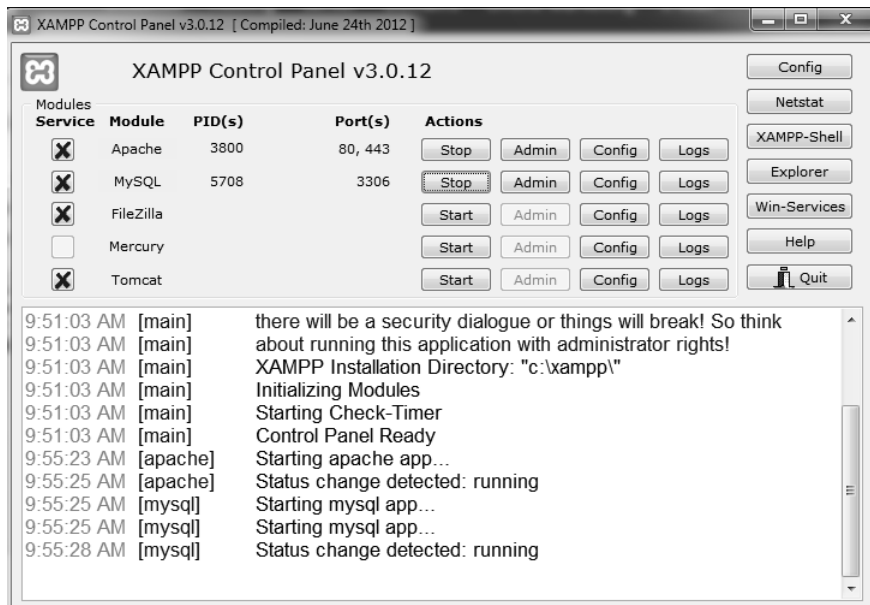 XAMPP Control Panel v3.0.12 [ Compiled: June 24th 2012 ]
XAMPP Control Panel v3.0.12
Config
Modules
Netstat
Service Module PID(s) Port(s) Actions
XAMPP-Shell
Apache 3800 80, 443 Stop Admin Config Logs
Explorer
MySQL 5708 3306 Stop Admin Config Logs
Win-Services
FileZilla Start Admin Config Logs
Help
Mercury Start Admin Config Logs
Quit
Tomcat Start Admin Config Logs
9:51:03 AM [main] there will be a security dialogue or things will break! So think
9:51:03 AM [main] about running this application with administrator rights!
9:51:03 AM [main] XAMPP Installation Directory: "c:\xampp\"
9:51:03 AM [main] Initializing Modules
9:51:03 AM [main] Starting Check-Timer
9:51:03 AM [main] Control Panel Ready
9:55:23 AM [apache] Starting apache app...
9:55:25 AM [apache] Status change detected: running
9:55:25 AM [mysql] Starting mysql app...
9:55:25 AM [mysql] Starting mysql app...
9:55:28 AM [mysql] Status change detected: running